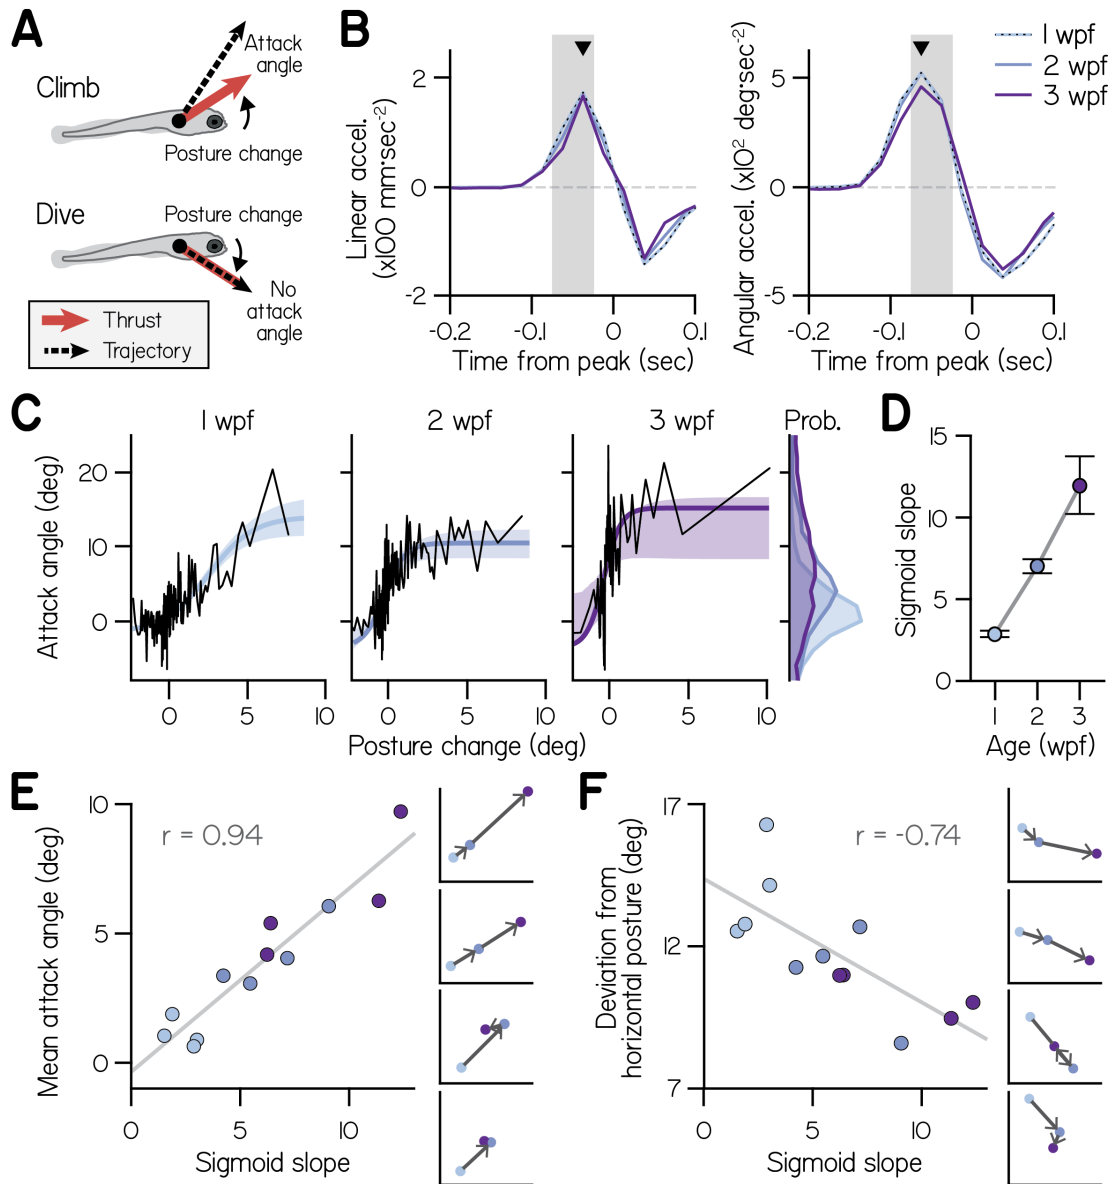 A
Climb
Attack
angle
Posture change
Dive
Posture change
No
attack
angle
Thrust
Trajectory
B
Linear accel.
(x100 mm·sec⁻²)
2
0
-2
-0.2
-0.1
0
0.1
Time from peak (sec)
Angular accel. (x10² deg·sec⁻²)
5
0
-5
-0.2
-0.1
0
0.1
Time from peak (sec)
1 wpf
2 wpf
3 wpf
C
1 wpf
2 wpf
3 wpf
Prob.
Attack angle (deg)
20
10
0
0
5
10
0
5
10
0
5
10
Posture change (deg)
D
Sigmoid slope
15
10
5
0
1
2
3
Age (wpf)
E
Mean attack angle (deg)
10
5
0
r = 0.94
0
5
10
Sigmoid slope
F
Deviation from
horizontal posture (deg)
17
12
7
r = -0.74
0
5
10
Sigmoid slope